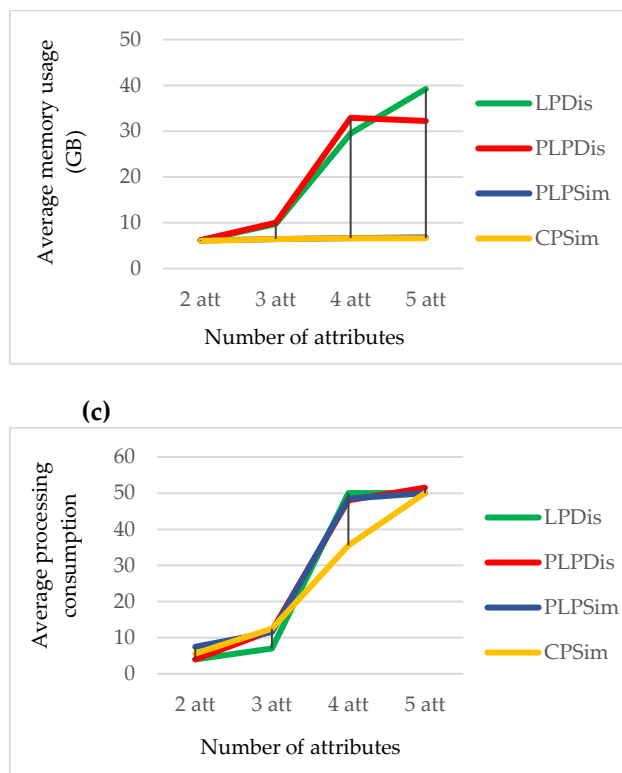 Average memory usage
(GB)
50
40
30
20
10
0
2 att 3 att 4 att 5 att
Number of attributes
LPDis
PLPDis
PLPSim
CPSim
(c)
Average processing
consumption
60
50
40
30
20
10
0
2 att 3 att 4 att 5 att
Number of attributes
LPDis
PLPDis
PLPSim
CPSim